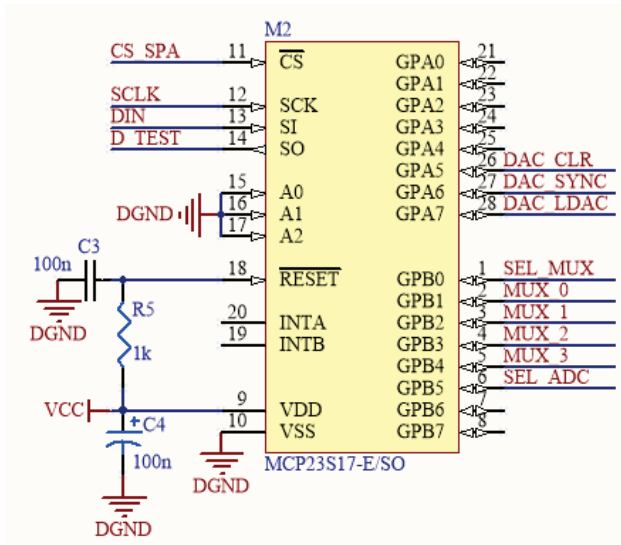 M2
CS_SPA 11 CS GPA0 21
GPA1 22
SCLK 12 SCK GPA2 23
DIN 13 SI GPA3 24
D_TEST 14 SO GPA4 25
GPA5 26 DAC_CLR
15 A0 GPA6 27 DAC_SYNC
DGND 16 A1 GPA7 28 DAC_LDAC
17 A2
C3
100n 18 RESET GPB0 1 SEL_MUX
DGND R5 GPB1 2 MUX_0
20 INTA GPB2 3 MUX_1
1k 19 INTB GPB3 4 MUX_2
GPB4 5 MUX_3
GPB5 6 SEL_ADC
VCC 9 VDD GPB6 7
+ C4 10 VSS GPB7 8
100n MCP23S17-E/SO
DGND
DGND